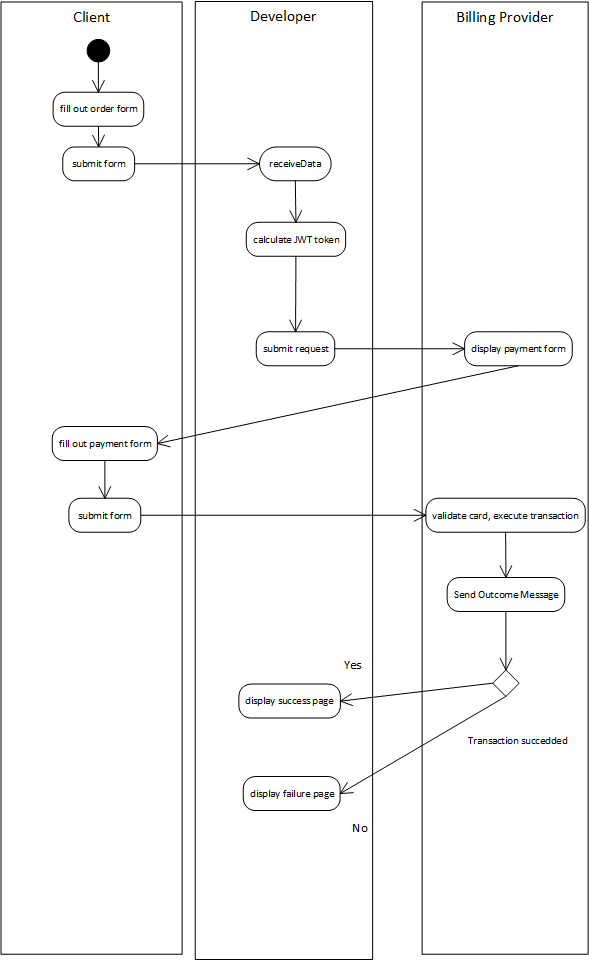 Client
Developer
Billing Provider
fill out order form
submit form
receiveData
calculate JWT token
submit request
display payment form
fill out payment form
submit form
validate card, execute transaction
Send Outcome Message
Yes
display success page
Transaction succedded
display failure page
No